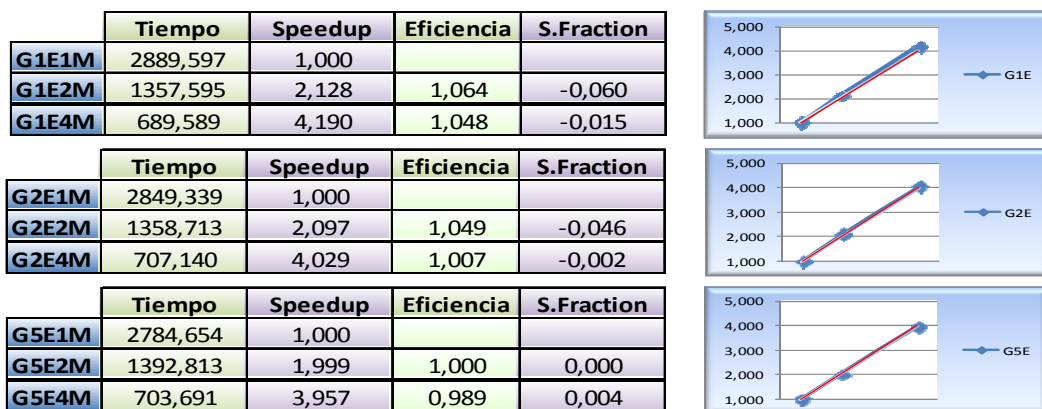 Tiempo Speedup Eficiencia S.Fraction
G1E1M 2889,597 1,000
G1E2M 1357,595 2,128 1,064 -0,060
G1E4M 689,589 4,190 1,048 -0,015
5,000
4,000
3,000
2,000
1,000
G1E
Tiempo Speedup Eficiencia S.Fraction
G2E1M 2849,339 1,000
G2E2M 1358,713 2,097 1,049 -0,046
G2E4M 707,140 4,029 1,007 -0,002
5,000
4,000
3,000
2,000
1,000
G2E
Tiempo Speedup Eficiencia S.Fraction
G5E1M 2784,654 1,000
G5E2M 1392,813 1,999 1,000 0,000
G5E4M 703,691 3,957 0,989 0,004
5,000
4,000
3,000
2,000
1,000
G5E